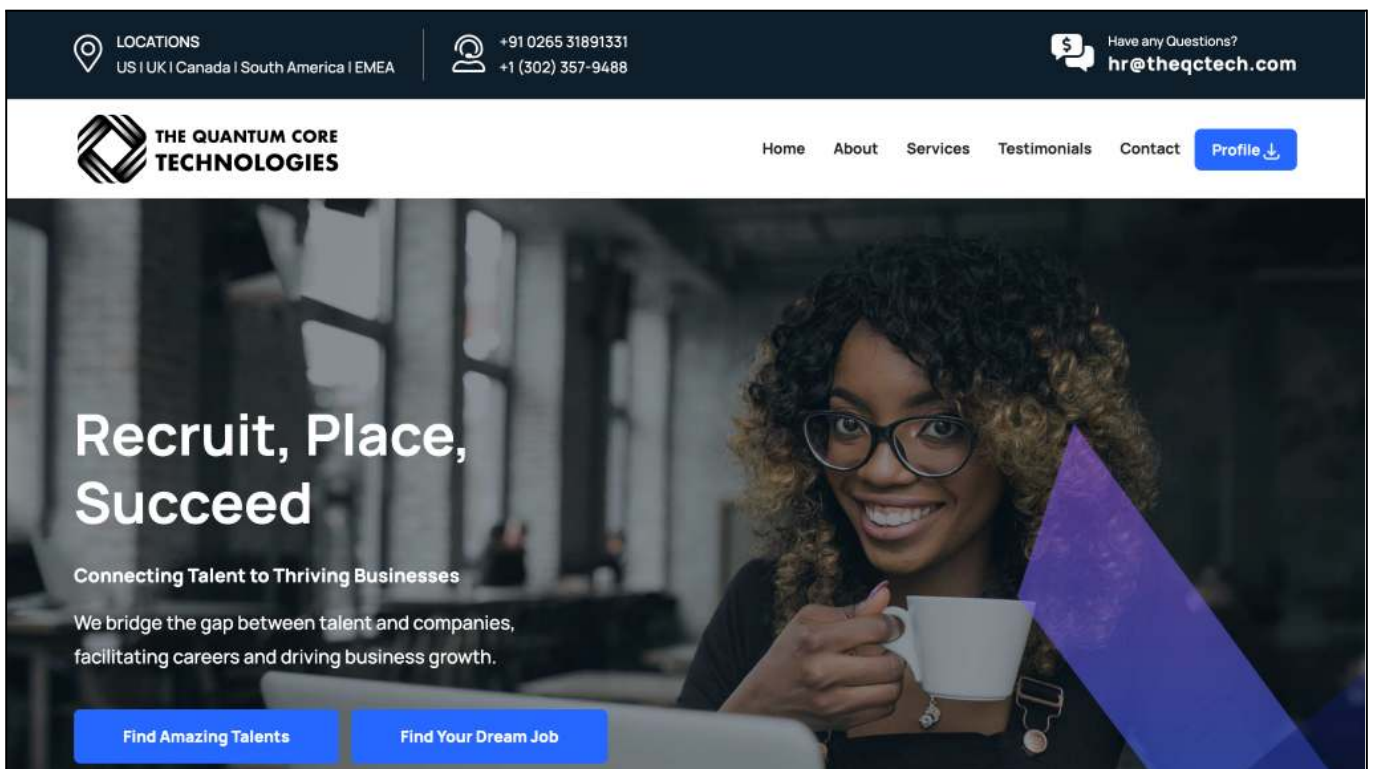 LOCATIONS
US | UK | Canada | South America | EMEA
+91 0265 31891331
+1 (302) 357-9488
$
Have any Questions?
hr@theqctech.com
THE QUANTUM CORE
TECHNOLOGIES
Home About Services Testimonials Contact Profile
Recruit, Place,
Succeed
Connecting Talent to Thriving Businesses
We bridge the gap between talent and companies,
facilitating careers and driving business growth.
Find Amazing Talents Find Your Dream Job